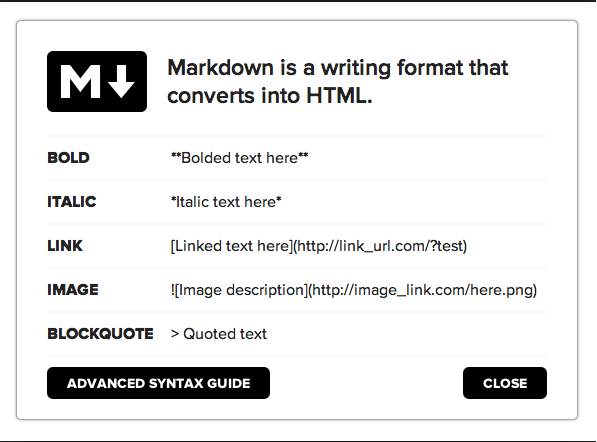 M↓
Markdown is a writing format that
converts into HTML.
BOLD **Bolded text here**
ITALIC *Italic text here*
LINK [Linked text here](http://link_url.com/?test)
IMAGE ![Image description](http://image_link.com/here.png)
BLOCKQUOTE > Quoted text
ADVANCED SYNTAX GUIDE CLOSE